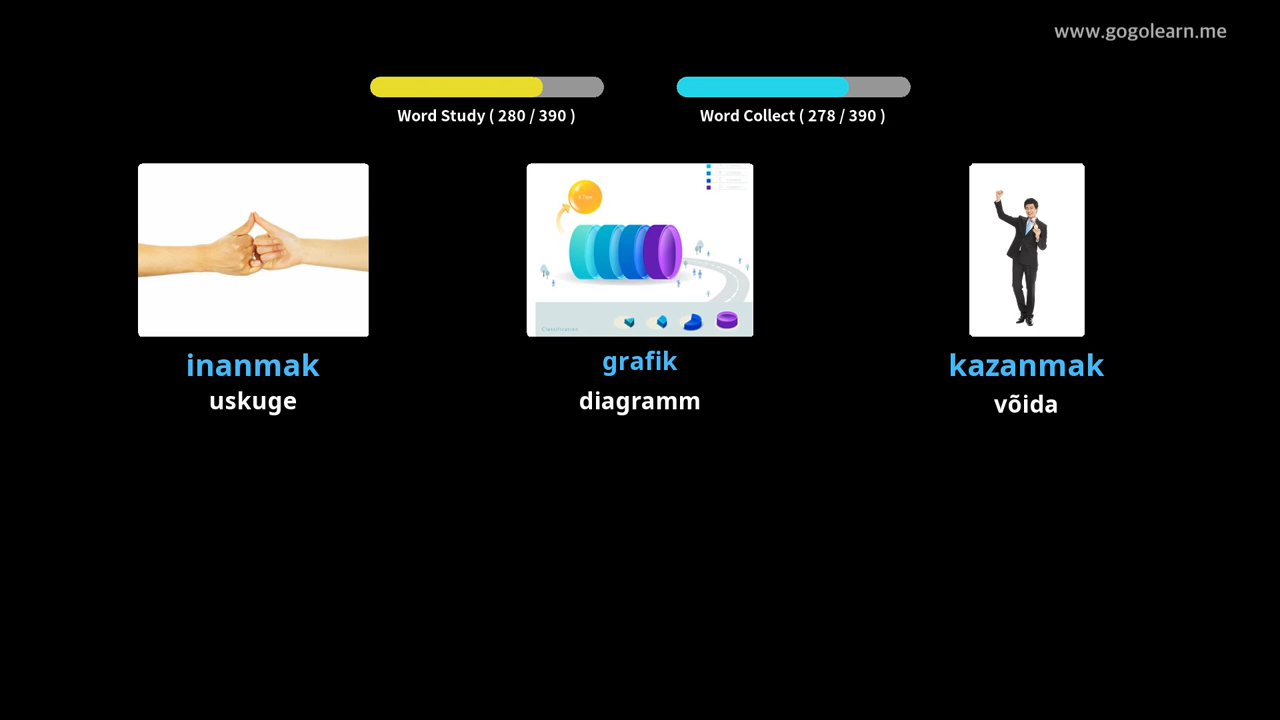 www.gogolearn.me
Word Study ( 280 / 390 )
Word Collect ( 278 / 390 )
inanmak
grafik
kazanmak
uskuge
diagramm
võida